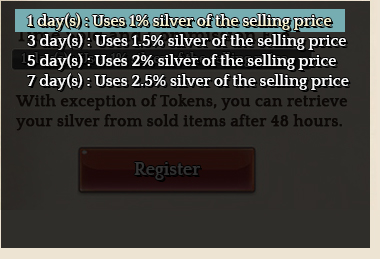 1 day(s) : Uses 1% silver of the selling price
3 day(s) : Uses 1.5% silver of the selling price
5 day(s) : Uses 2% silver of the selling price
7 day(s) : Uses 2.5% silver of the selling price
With exception of Tokens, you can retrieve
your silver from sold items after 48 hours.
Register